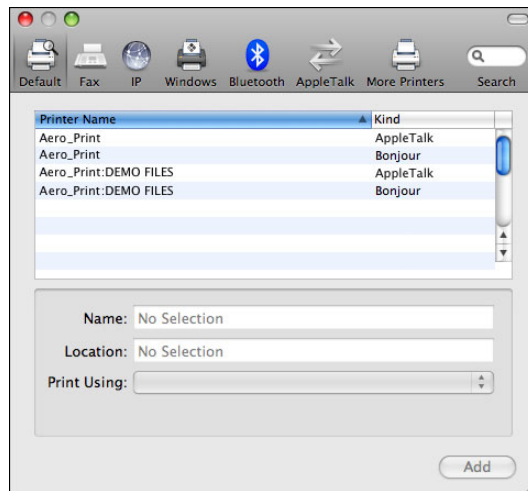 Default Fax IP Windows Bluetooth AppleTalk More Printers Search
Printer Name Kind
Aero_Print AppleTalk
Aero_Print Bonjour
Aero_Print:DEMO FILES AppleTalk
Aero_Print:DEMO FILES Bonjour
Name: No Selection
Location: No Selection
Print Using:
Add